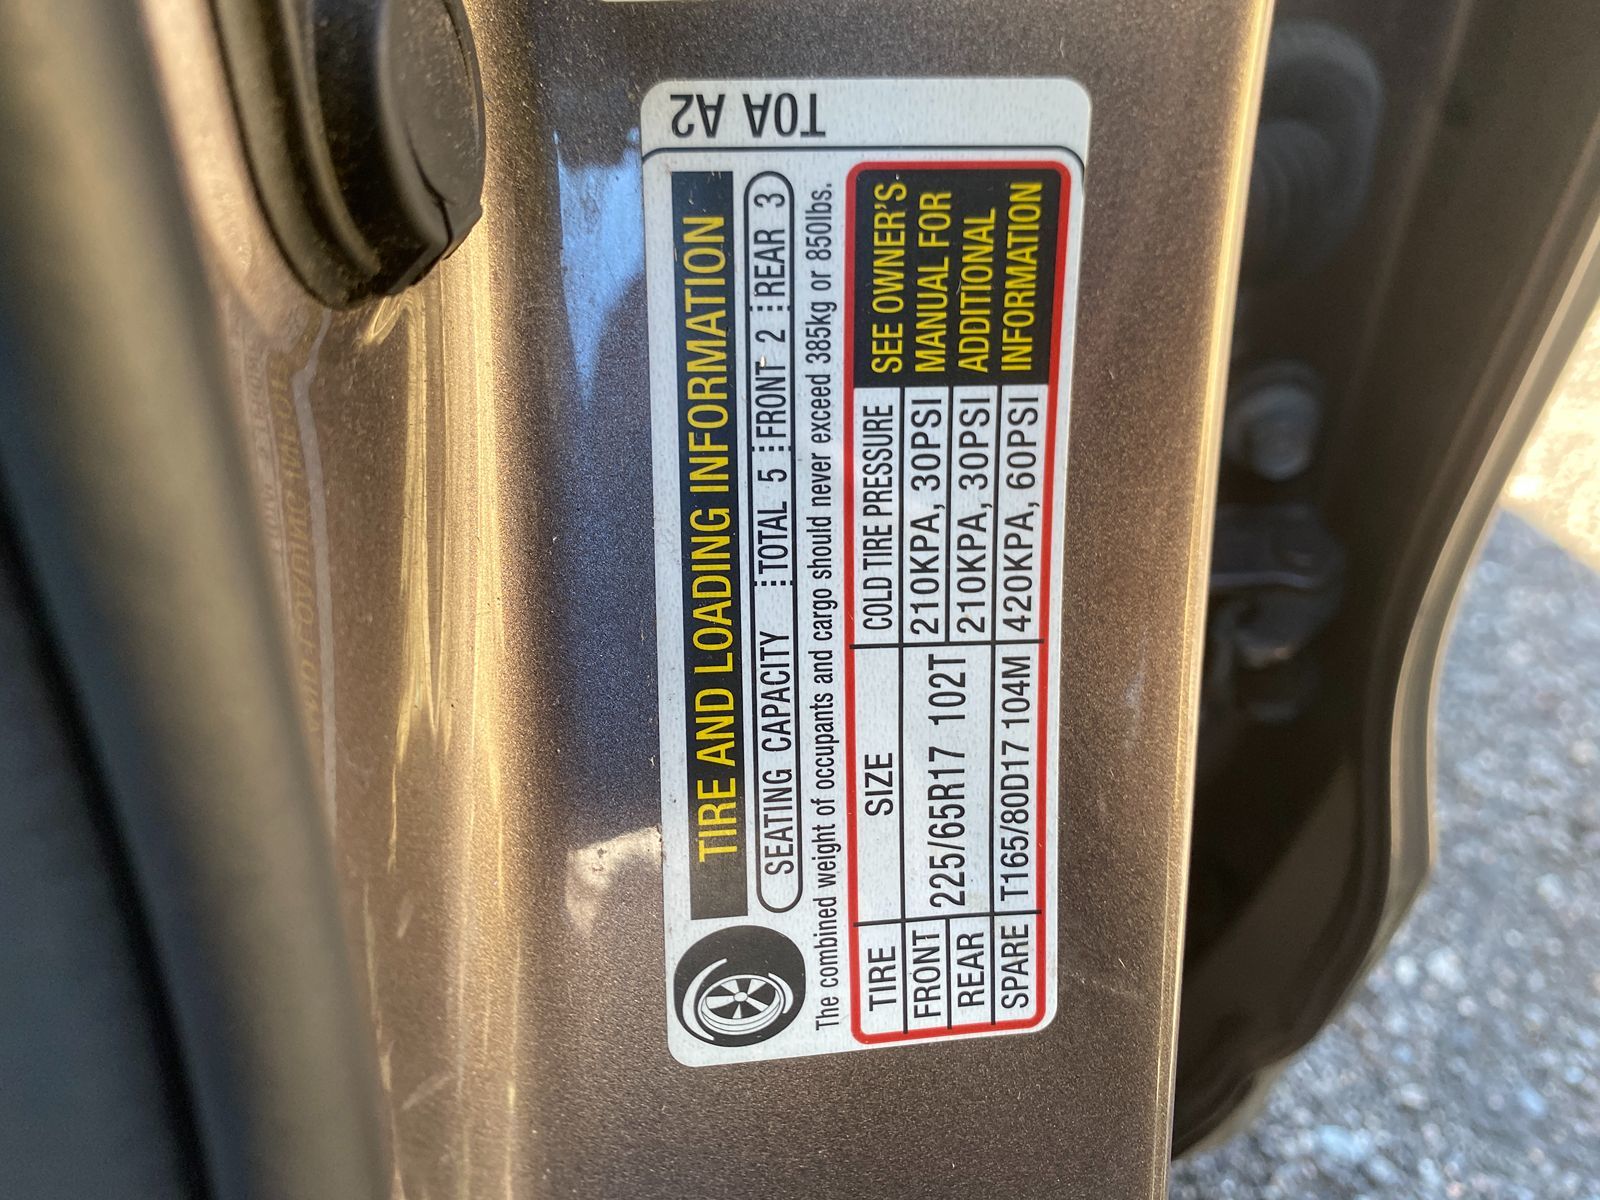 T0A A2
TIRE AND LOADING INFORMATION
SEATING CAPACITY TOTAL 5 FRONT 2 REAR 3
The combined weight of occupants and cargo should never exceed 385kg or 850lbs.
TIRE SIZE COLD TIRE PRESSURE
FRONT 225/65R17 102T 210KPA, 30PSI
REAR 210KPA, 30PSI
SPARE T165/80D17 104M 420KPA, 60PSI
SEE OWNER'S
MANUAL FOR
ADDITIONAL
INFORMATION